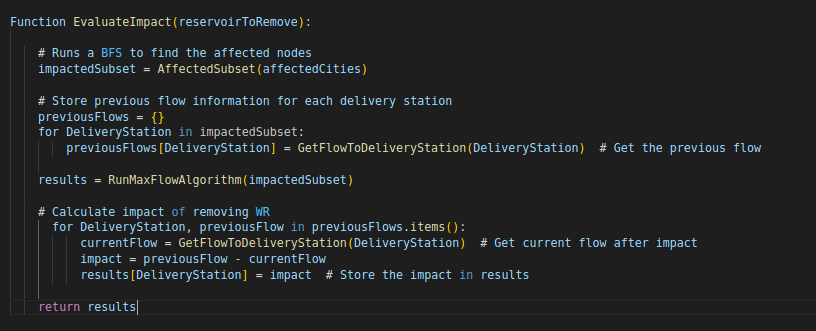 Function EvaluateImpact(reservoirToRemove):
# Runs a BFS to find the affected nodes
impactedSubset = AffectedSubset(affectedCities)
# Store previous flow information for each delivery station
previousFlows = {}
for DeliveryStation in impactedSubset:
previousFlows[DeliveryStation] = GetFlowToDeliveryStation(DeliveryStation)  # Get the previous flow
results = RunMaxFlowAlgorithm(impactedSubset)
# Calculate impact of removing WR
for DeliveryStation, previousFlow in previousFlows.items():
currentFlow = GetFlowToDeliveryStation(DeliveryStation)  # Get current flow after impact
impact = previousFlow - currentFlow
results[DeliveryStation] = impact  # Store the impact in results
return results